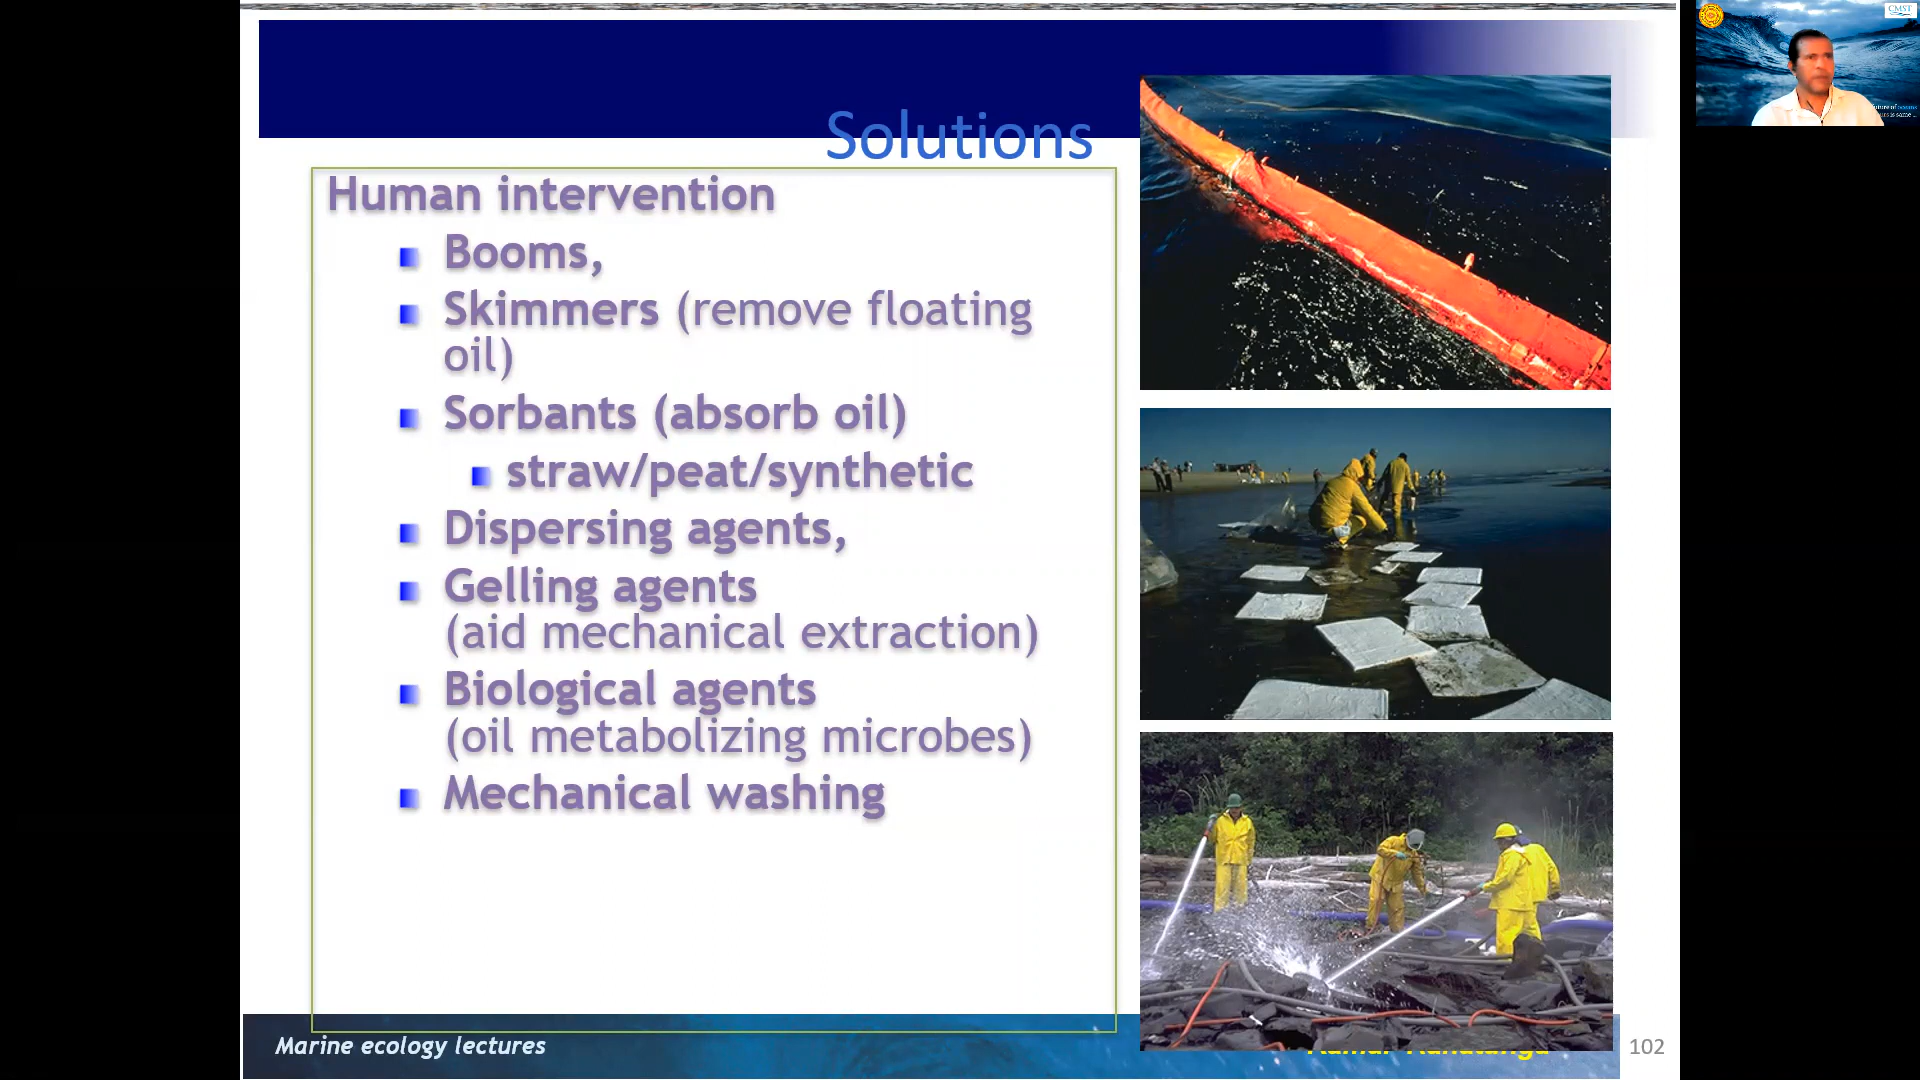 Solutions
Human intervention
Booms,
Skimmers (remove floating
oil)
Sorbants (absorb oil)
straw/peat/synthetic
Dispersing agents,
Gelling agents
(aid mechanical extraction)
Biological agents
(oil metabolizing microbes)
Mechanical washing
Marine ecology lectures
102
CMST